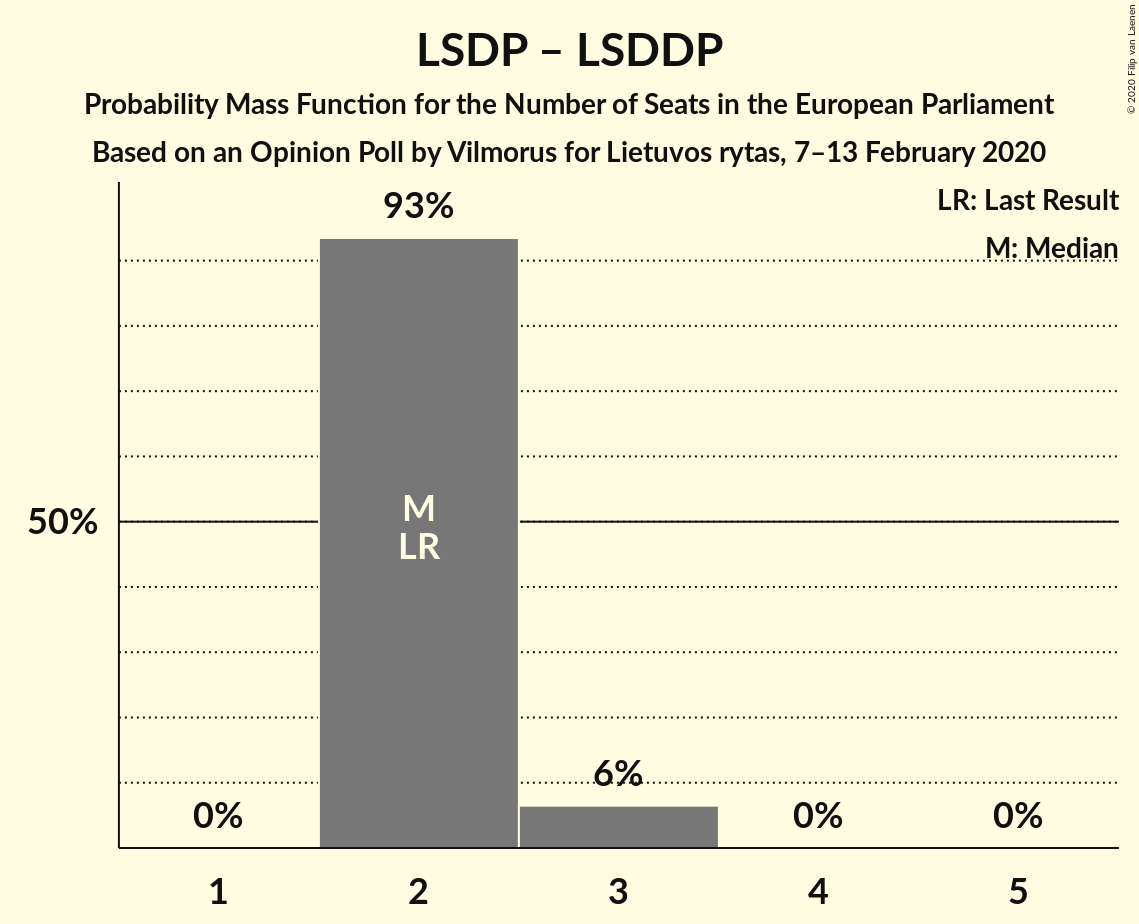 LSDP – LSDDP
Probability Mass Function for the Number of Seats in the European Parliament
Based on an Opinion Poll by Vilmorus for Lietuvos rytas, 7–13 February 2020
© 2020 Filip van Laenen
LR: Last Result
M: Median
93%
50%
M
LR
6%
0%
0%
0%
1
2
3
4
5